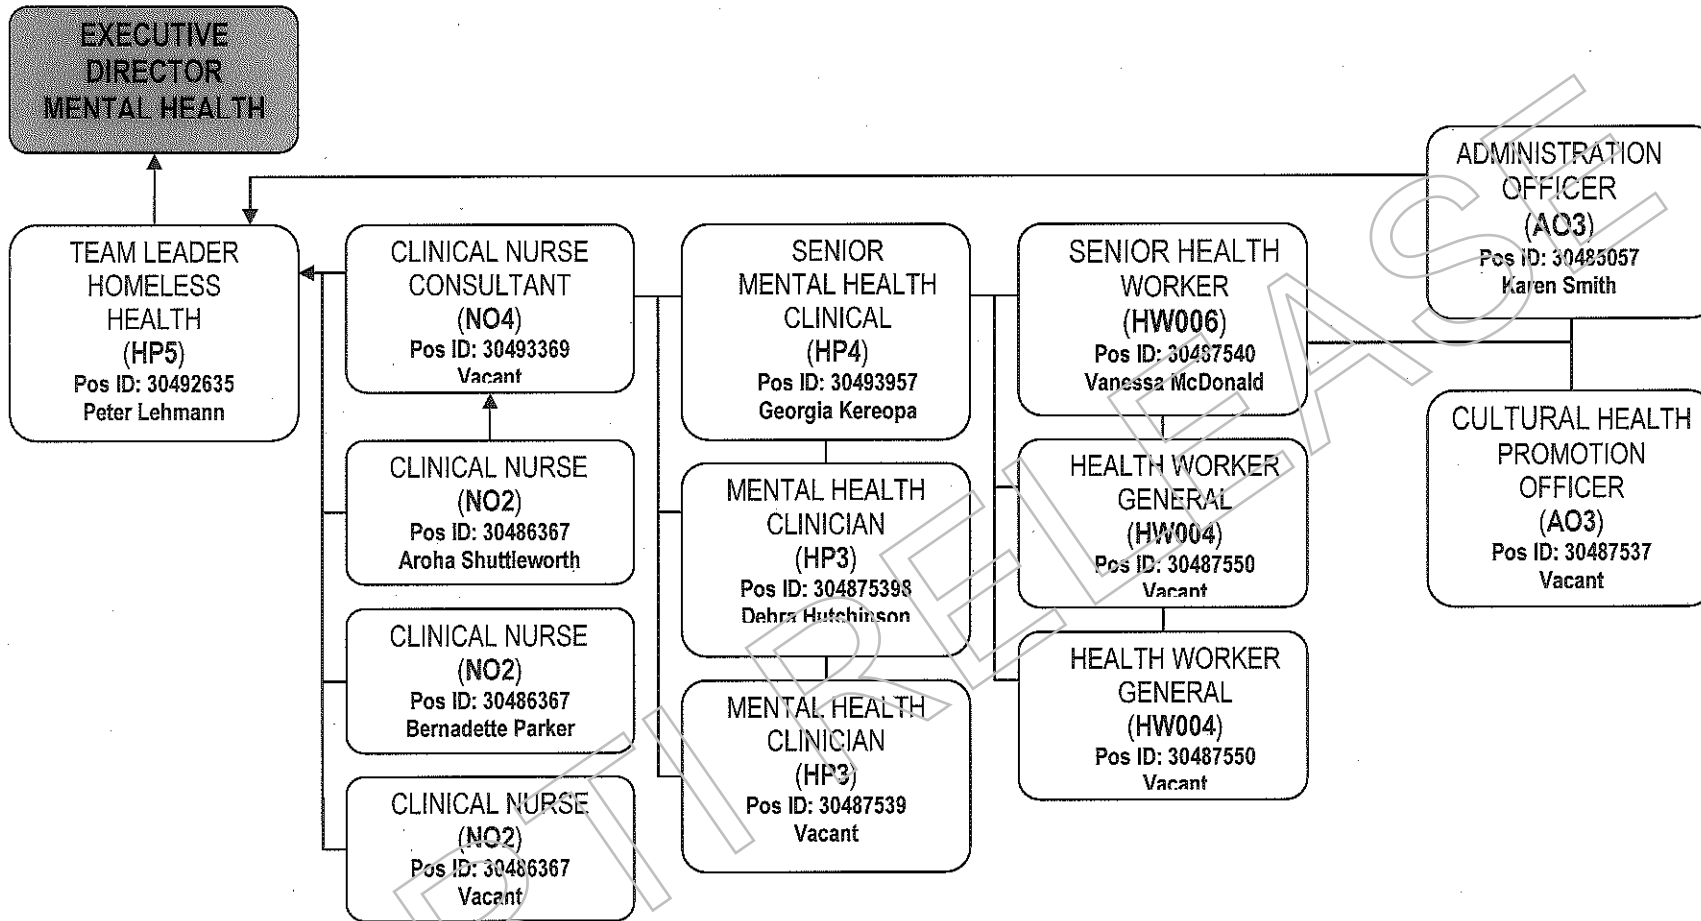 EXECUTIVE
DIRECTOR
MENTAL HEALTH
TEAM LEADER
HOMELESS
HEALTH
(HP5)
Pos ID: 30492635
Peter Lehmann
CLINICAL NURSE
CONSULTANT
(NO4)
Pos ID: 30493369
Vacant
CLINICAL NURSE
(NO2)
Pos ID: 30486367
Aroha Shuttleworth
CLINICAL NURSE
(NO2)
Pos ID: 30486367
Bernadette Parker
CLINICAL NURSE
(NO2)
Pos ID: 30486367
Vacant
SENIOR
MENTAL HEALTH
CLINICAL
(HP4)
Pos ID: 30493957
Georgia Kereopa
MENTAL HEALTH
CLINICIAN
(HP3)
Pos ID: 304875398
Debra Hutchinson
MENTAL HEALTH
CLINICIAN
(HP3)
Pos ID: 30487539
Vacant
SENIOR HEALTH
WORKER
(HW006)
Pos ID: 30487540
Vanessa McDonald
HEALTH WORKER
GENERAL
(HW004)
Pos ID: 30487550
Vacant
HEALTH WORKER
GENERAL
(HW004)
Pos ID: 30487550
Vacant
ADMINISTRATION
OFFICER
(AO3)
Pos ID: 30485057
Karen Smith
CULTURAL HEALTH
PROMOTION
OFFICER
(AO3)
Pos ID: 30487537
Vacant
RTI RELEASE